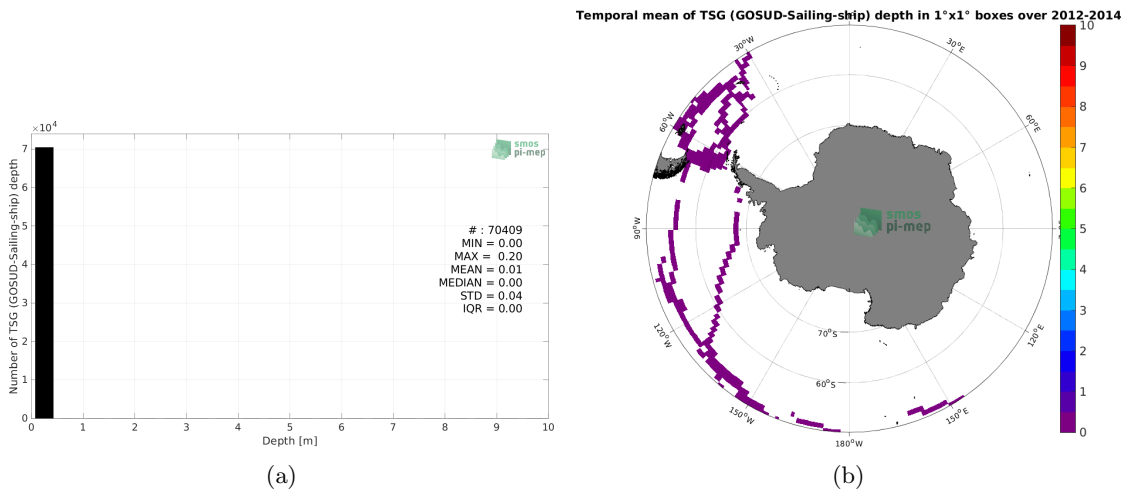 Temporal mean of TSG (GOSUD-Sailing-ship) depth in 1°x1° boxes over 2012-2014
×10⁴
7
6
5
4
3
2
1
0
Number of TSG (GOSUD-Sailing-ship) depth
0 1 2 3 4 5 6 7 8 9 10
Depth [m]
smos
pi-mep
# : 70409
MIN = 0.00
MAX = 0.20
MEAN = 0.01
MEDIAN = 0.00
STD = 0.04
IQR = 0.00
(a)
30°W
30°E
60°W
60°E
90°W
120°W
120°E
150°W
150°E
180°W
70°S
60°S
smos
pi-mep
10
9
8
7
6
5
4
3
2
1
0
(b)